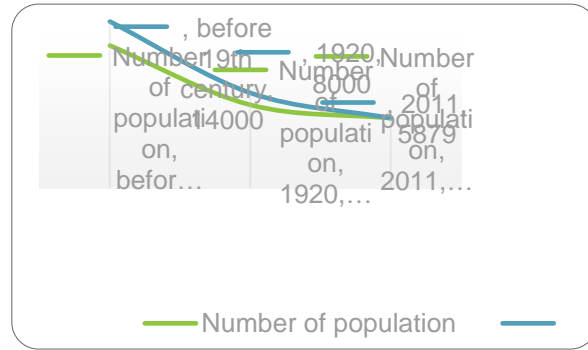 , before
19th
century,
14000
Number
of
populati
on,
befor…
, 1920,
8000
Number
of
populati
on,
1920,…
, 2011
5879
Number
of
populati
on,
2011,…
Number of population